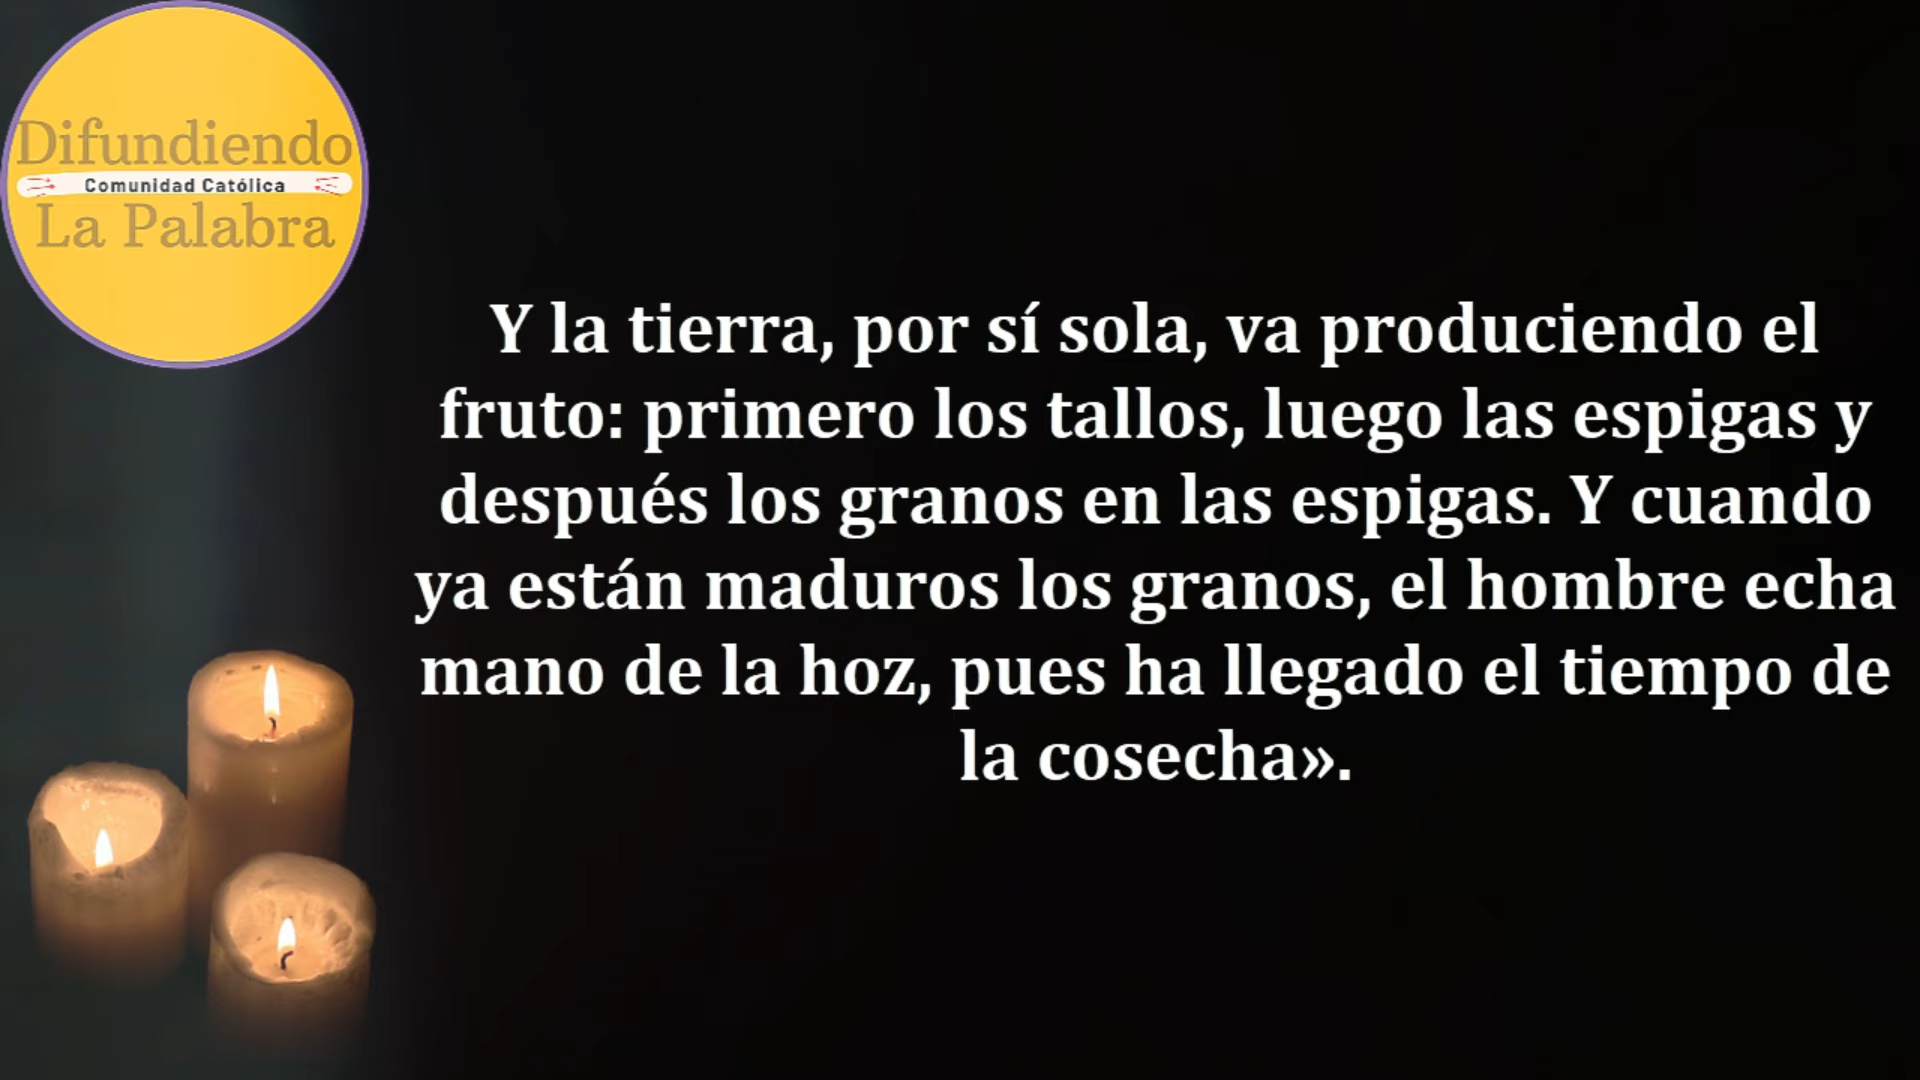 Difundiendo
Comunidad Católica
La Palabra
Y la tierra, por sí sola, va produciendo el
fruto: primero los tallos, luego las espigas y
después los granos en las espigas. Y cuando
ya están maduros los granos, el hombre echa
mano de la hoz, pues ha llegado el tiempo de
la cosecha».